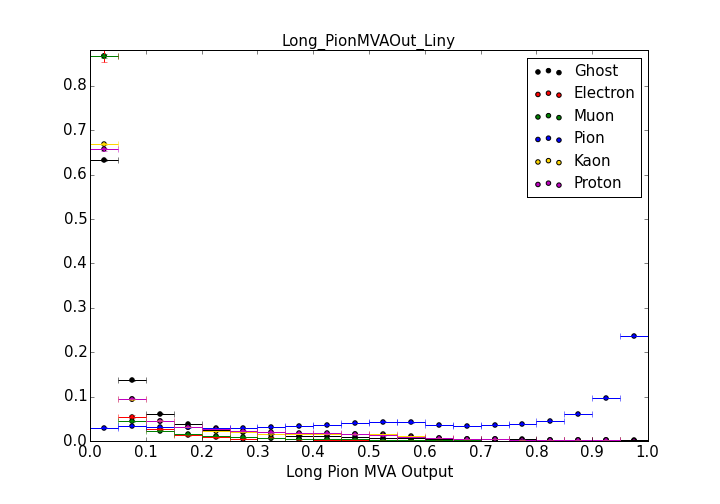 Long_PionMVAOut_Liny
Ghost
Electron
Muon
Pion
Kaon
Proton
0.8
0.7
0.6
0.5
0.4
0.3
0.2
0.1
0.0
0.0 0.1 0.2 0.3 0.4 0.5 0.6 0.7 0.8 0.9 1.0
Long Pion MVA Output